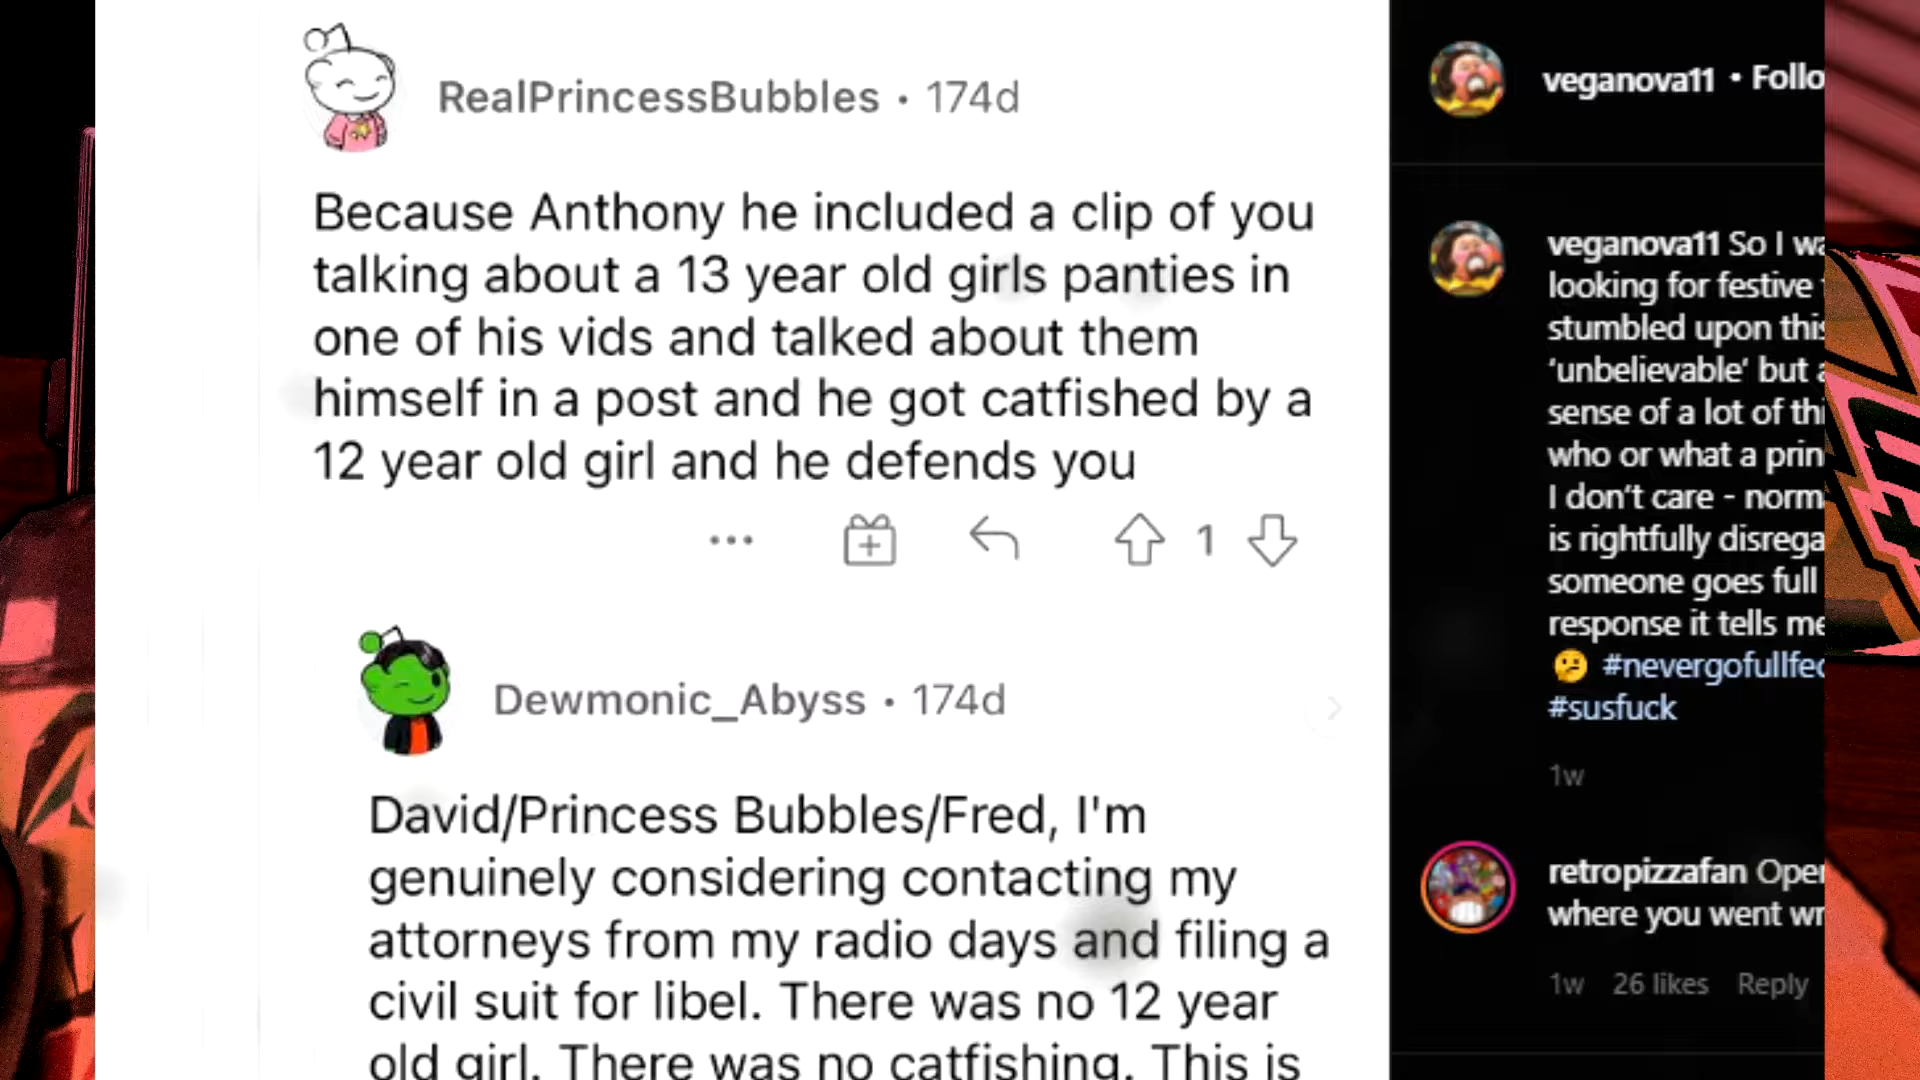 RealPrincessBubbles • 174d
Because Anthony he included a clip of you
talking about a 13 year old girls panties in
one of his vids and talked about them
himself in a post and he got catfished by a
12 year old girl and he defends you
1
Dewmonic_Abyss • 174d
David/Princess Bubbles/Fred, I'm
genuinely considering contacting my
attorneys from my radio days and filing a
civil suit for libel. There was no 12 year
old girl. There was no catfishing. This is
veganova11 • Follo
veganova11 So I wa
looking for festive
stumbled upon this
‘unbelievable’ but a
sense of a lot of thi
who or what a prin
I don’t care - norm
is rightfully disrega
someone goes full
response it tells me
🫤 #nevergofullfed
#susfuck
1w
retropizzafan Oper
where you went wr
1w 26 likes Reply